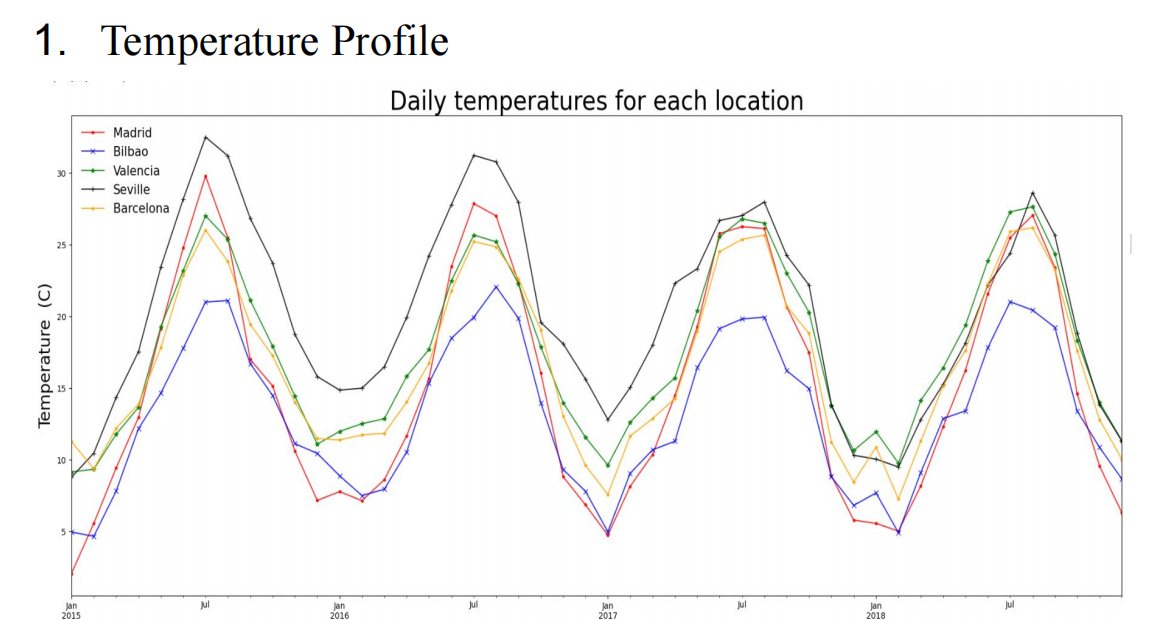 1. Temperature Profile
Daily temperatures for each location
Madrid
Bilbao
Valencia
Seville
Barcelona
Temperature (C)
30
25
20
15
10
5
Jan Jul Jan Jul Jan Jul Jan Jul
2015 2016 2017 2018